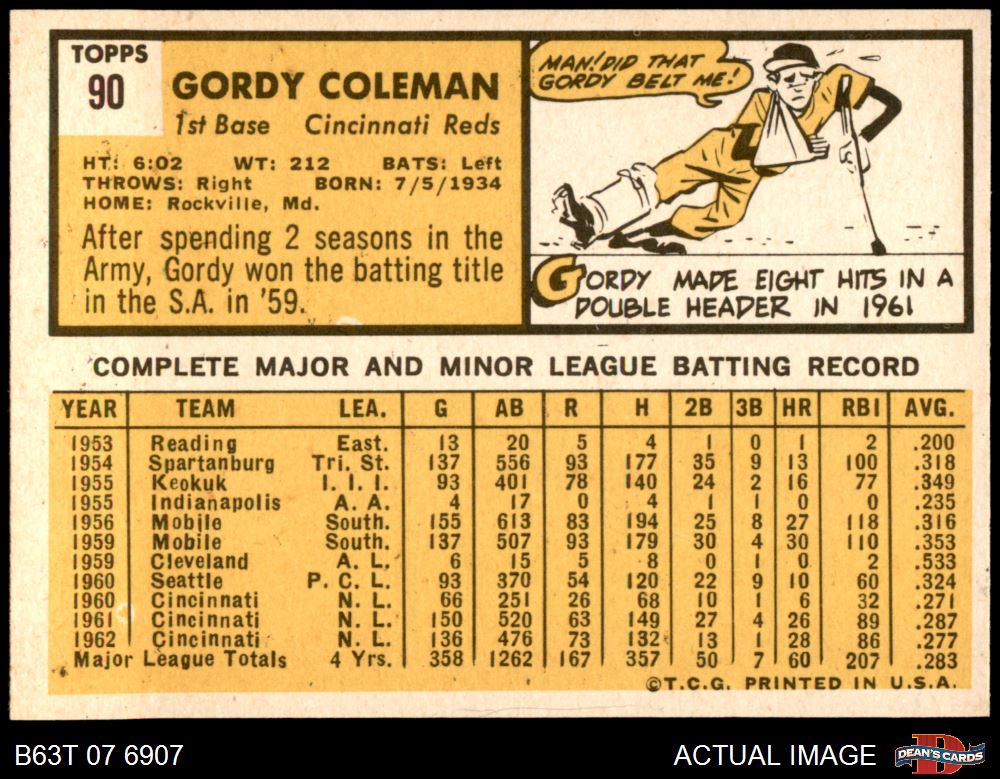 TOPPS
90
GORDY COLEMAN
1st Base Cincinnati Reds
HT: 6:02 WT: 212 BATS: Left
THROWS: Right BORN: 7/5/1934
HOME: Rockville, Md.
After spending 2 seasons in the
Army, Gordy won the batting title
in the S.A. in '59.
MAN! DID THAT
GORDY BELT ME!
GORDY MADE EIGHT HITS IN A
DOUBLE HEADER IN 1961
COMPLETE MAJOR AND MINOR LEAGUE BATTING RECORD
YEAR TEAM LEA. G AB R H 2B 3B HR RBI AVG.
1953 Reading East. 13 20 5 4 1 0 1 2 .200
1954 Spartanburg Tri. St. 137 556 93 177 35 9 13 100 .318
1955 Keokuk I. I. I. 93 401 78 140 24 2 16 77 .349
1955 Indianapolis A. A. 4 17 0 4 1 1 0 0 .235
1956 Mobile South. 155 613 83 194 25 8 27 118 .316
1959 Mobile South. 137 507 93 179 30 4 30 110 .353
1959 Cleveland A. L. 6 15 5 8 0 1 0 2 .533
1960 Seattle P. C. L. 93 370 54 120 22 9 10 60 .324
1960 Cincinnati N. L. 66 251 26 68 10 1 6 32 .271
1961 Cincinnati N. L. 150 520 63 149 27 4 26 89 .287
1962 Cincinnati N. L. 136 476 73 132 13 1 28 86 .277
Major League Totals 4 Yrs. 358 1262 167 357 50 7 60 207 .283
©T.C.G. PRINTED IN U.S.A.
B63T 07 6907 ACTUAL IMAGE
DEAN'S CARDS